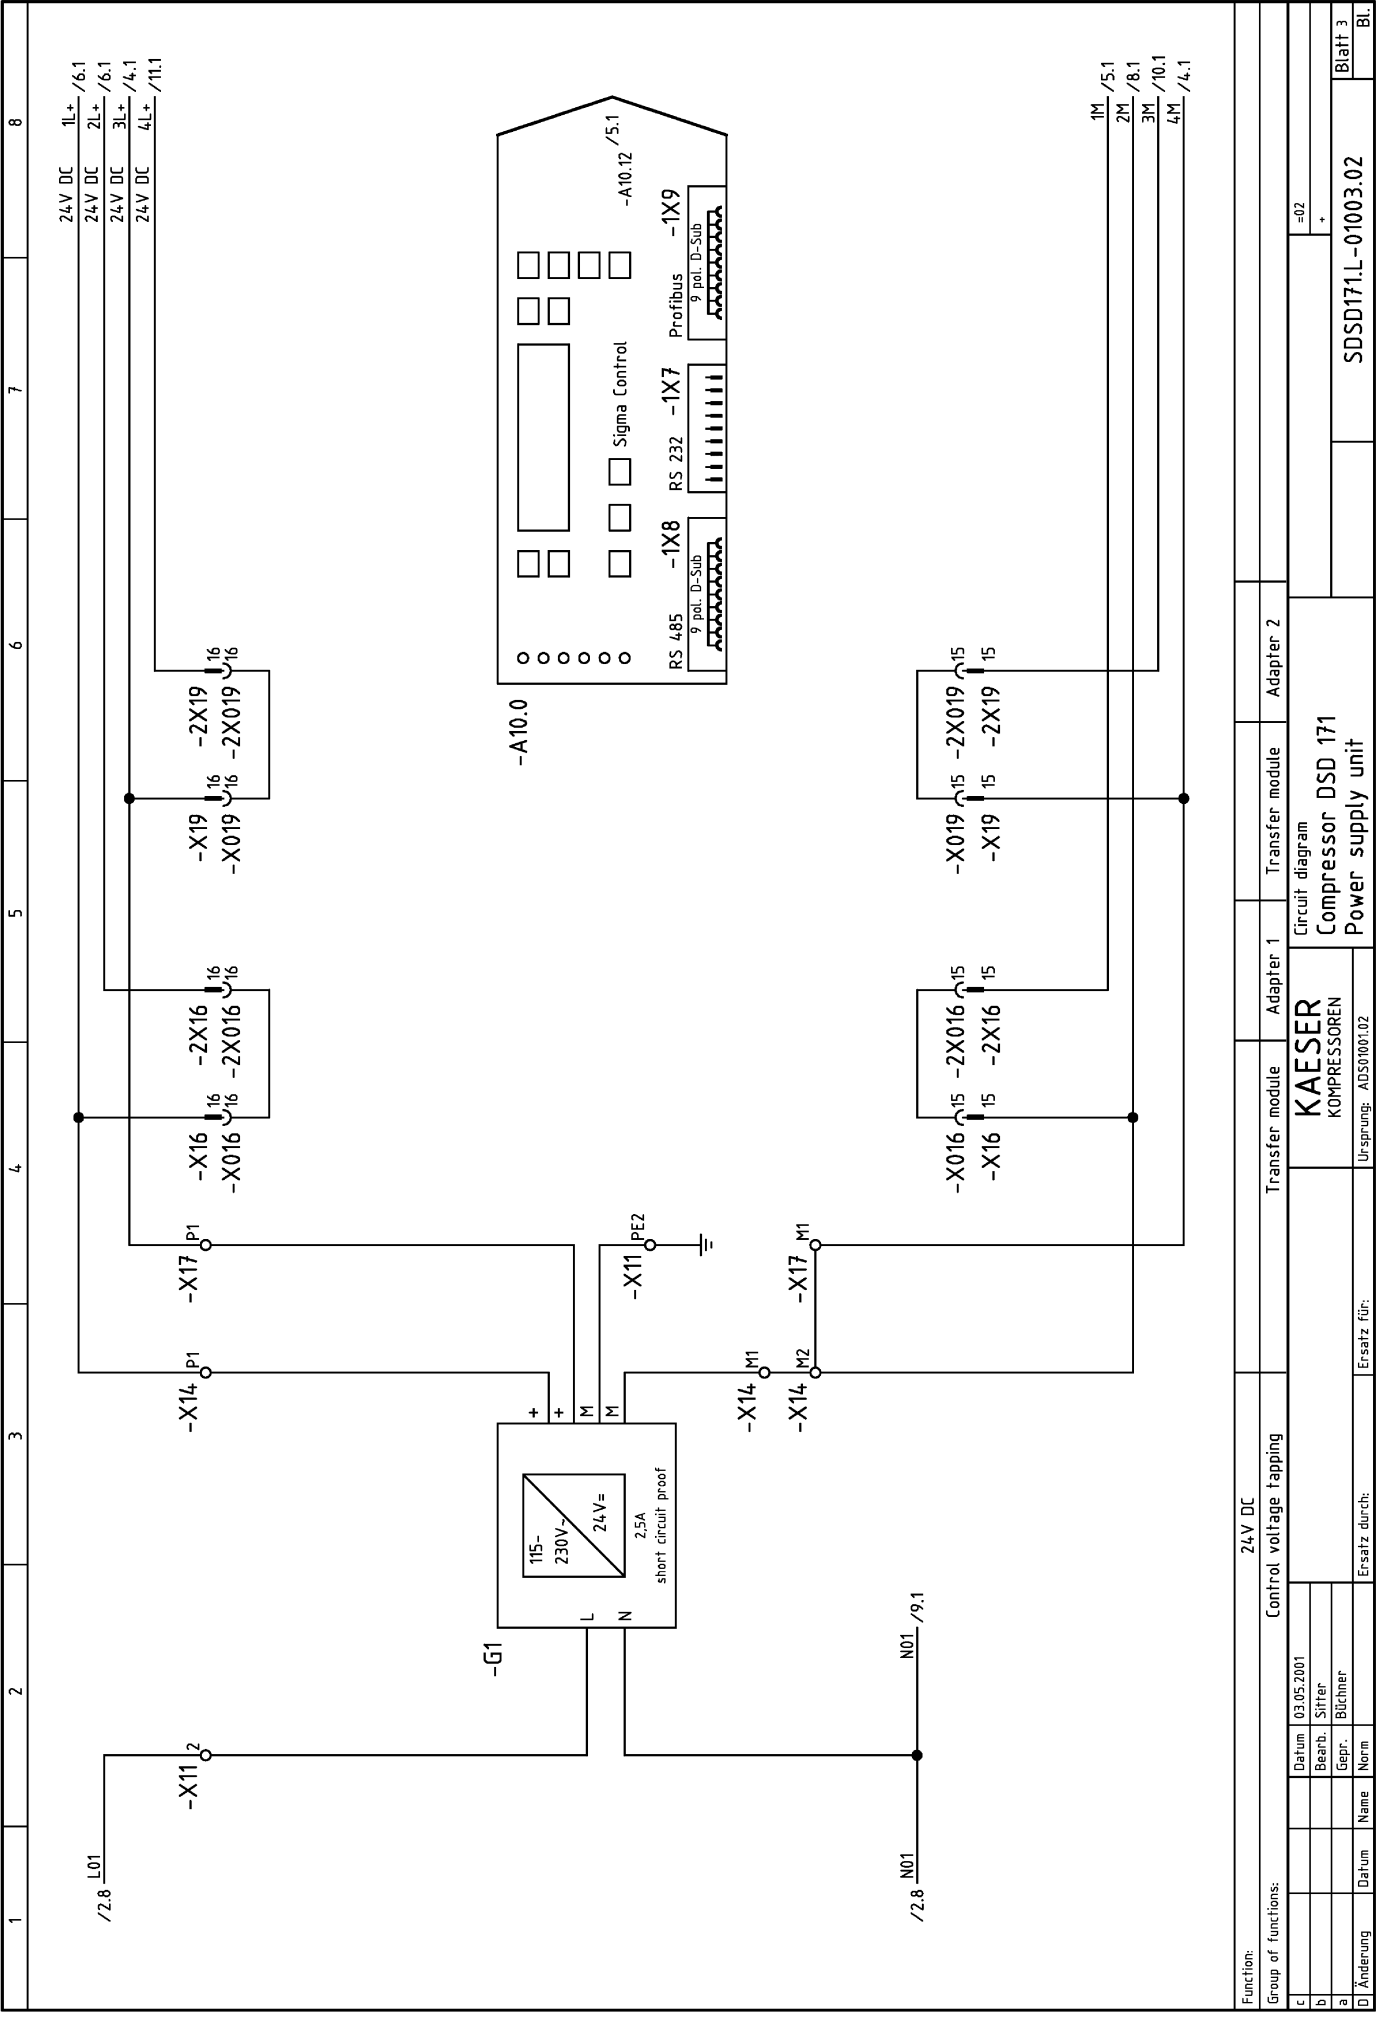 1 2 3 4 5 6 7 8
24V DC 1L+ /6.1
24V DC 2L+ /6.1
24V DC 3L+ /4.1
24V DC 4L+ /11.1
/2.8 L01
-X11 2
-X14 P1
-X17 P1
-X16 16
-X016 16
-2X16 16
-2X016 16
-X19 16
-X019 16
-2X19 16
-2X019 16
-G1
L
N
115-
230V~
24V=
2,5A
short circuit proof
+
+
M
M
-X11 PE2
-A10.0
Sigma Control
-A10.12
/5.1
RS 485 -1X8
9 pol. D-Sub
RS 232 -1X7
Profibus -1X9
9 pol. D-Sub
-X14 M1
-X14 M2
-X17 M1
/2.8 N01
N01 /9.1
-X016 15
-X16 15
-2X016 15
-2X16 15
-X019 15
-X19 15
-2X019 15
-2X19 15
1M /5.1
2M /8.1
3M /10.1
4M /4.1
Function: 24V DC
Group of functions: Control voltage tapping Transfer module Adapter 1 Transfer module Adapter 2
c
b
a
D Änderung Datum Name Norm
Datum 03.05.2001
Bearb. Sitter
Gepr. Büchner
Ersatz durch: Ersatz für: Ursprung: ADS01001.02
KAESER
KOMPRESSOREN
Circuit diagram
Compressor DSD 171
Power supply unit
=02
+
SDSD171.L-01003.02
Blatt 3
Bl.